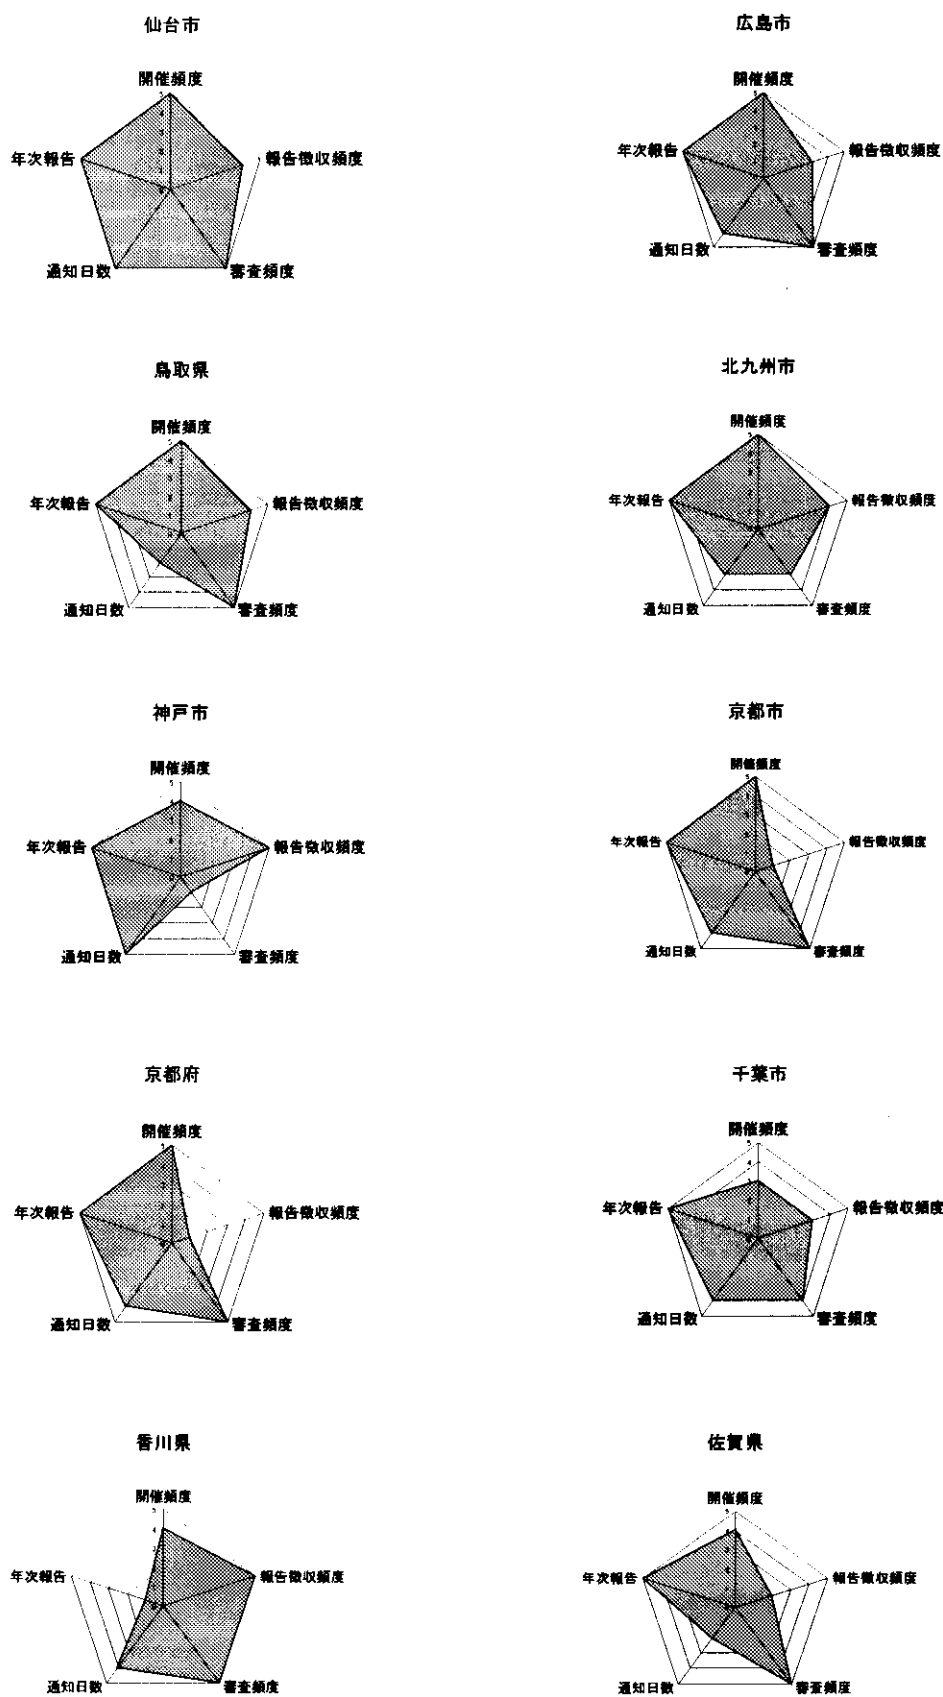 仙台市
開催頻度
年次報告
報告徴収頻度
通知日数
審査頻度
広島市
開催頻度
年次報告
報告徴収頻度
通知日数
審査頻度
鳥取県
開催頻度
年次報告
報告徴収頻度
通知日数
審査頻度
北九州市
開催頻度
年次報告
報告徴収頻度
通知日数
審査頻度
神戸市
開催頻度
年次報告
報告徴収頻度
通知日数
審査頻度
京都市
開催頻度
年次報告
報告徴収頻度
通知日数
審査頻度
京都府
開催頻度
年次報告
報告徴収頻度
通知日数
審査頻度
千葉市
開催頻度
5
4
年次報告
報告徴収頻度
通知日数
審査頻度
香川県
開催頻度
5
4
年次報告
報告徴収頻度
通知日数
審査頻度
佐賀県
開催頻度
年次報告
報告徴収頻度
通知日数
審査頻度